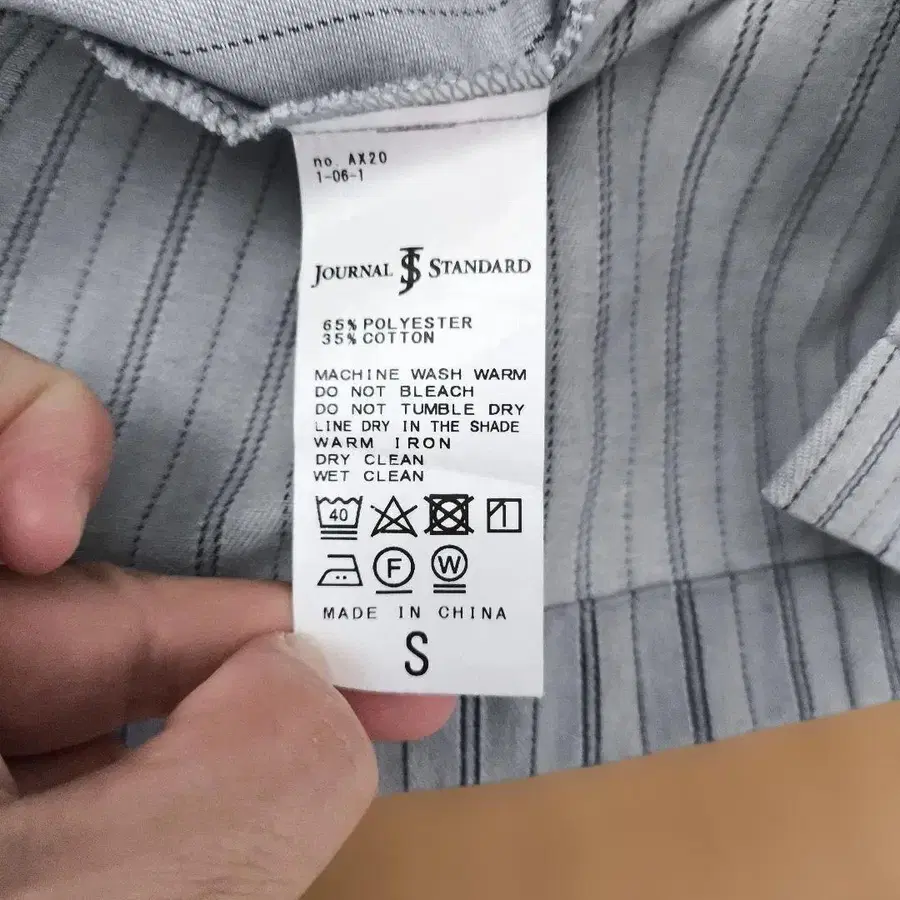 no. AX20
1-06-1
JOURNAL JS STANDARD
65% POLYESTER
35% COTTON
MACHINE WASH WARM
DO NOT BLEACH
DO NOT TUMBLE DRY
LINE DRY IN THE SHADE
WARM IRON
DRY CLEAN
WET CLEAN
40
F W
MADE IN CHINA
S